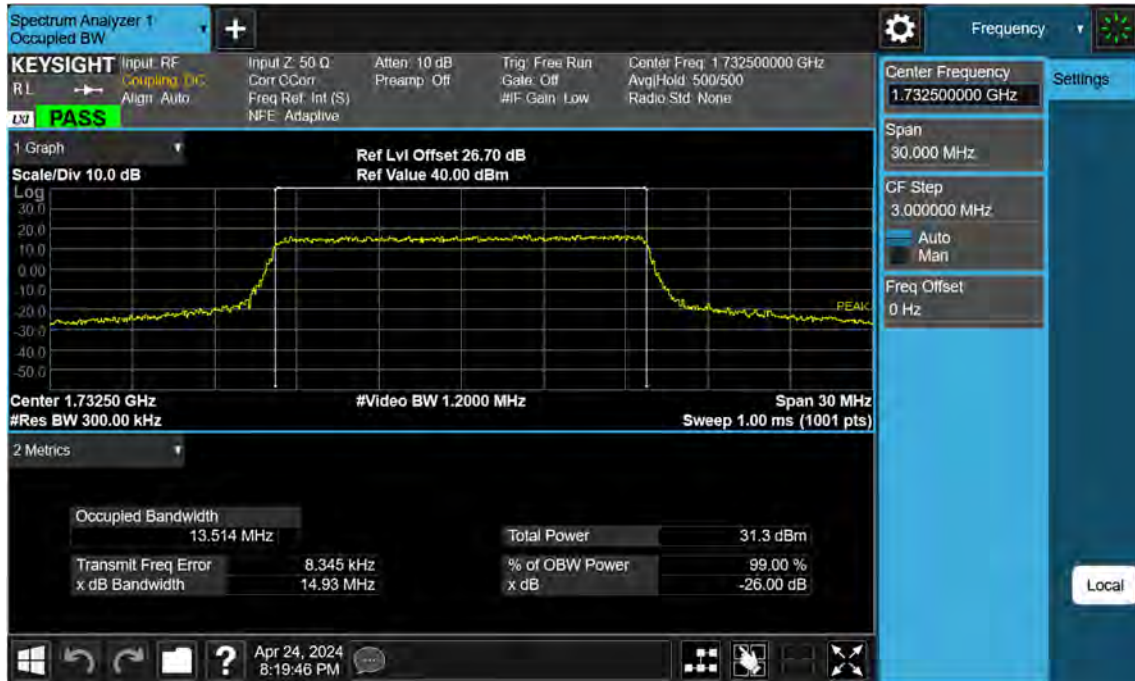 Spectrum Analyzer 1
Occupied BW
+
Frequency
KEYSIGHT
R L
LXI
PASS
Input: RF
Coupling: DC
Align: Auto
Input Z: 50 Ω
Corr CCorr
Freq Ref: Int (S)
NFE: Adaptive
Atten: 10 dB
Preamp: Off
Trig: Free Run
Gate: Off
#IF Gain: Low
Center Freq: 1.732500000 GHz
Avg|Hold: 500/500
Radio Std: None
Center Frequency
1.732500000 GHz
Settings
Span
30.000 MHz
CF Step
3.000000 MHz
Auto
Man
Freq Offset
0 Hz
Local
1 Graph
Scale/Div 10.0 dB
Ref Lvl Offset 26.70 dB
Ref Value 40.00 dBm
Log
30.0
20.0
10.0
0.00
-10.0
-20.0
-30.0
-40.0
-50.0
PEAK
Center 1.73250 GHz
#Video BW 1.2000 MHz
Span 30 MHz
#Res BW 300.00 kHz
Sweep 1.00 ms (1001 pts)
2 Metrics
Occupied Bandwidth
13.514 MHz
Total Power 31.3 dBm
Transmit Freq Error 8.345 kHz
% of OBW Power 99.00 %
x dB Bandwidth 14.93 MHz
x dB -26.00 dB
?
Apr 24, 2024
8:19:46 PM